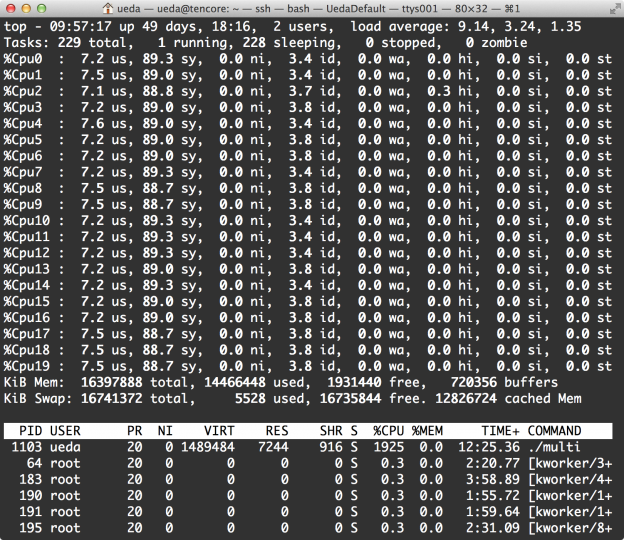 ueda — ueda@tencore: ~ — ssh — bash — UedaDefault — ttys001 — 80×32 — ⌘1
top - 09:57:17 up 49 days, 18:16,  2 users,  load average: 9.14, 3.24, 1.35
Tasks: 229 total,   1 running, 228 sleeping,   0 stopped,   0 zombie
%Cpu0  :  7.2 us, 89.3 sy,  0.0 ni,  3.4 id,  0.0 wa,  0.0 hi,  0.0 si,  0.0 st
%Cpu1  :  7.5 us, 89.0 sy,  0.0 ni,  3.4 id,  0.0 wa,  0.0 hi,  0.0 si,  0.0 st
%Cpu2  :  7.1 us, 88.8 sy,  0.0 ni,  3.7 id,  0.0 wa,  0.3 hi,  0.0 si,  0.0 st
%Cpu3  :  7.2 us, 89.0 sy,  0.0 ni,  3.8 id,  0.0 wa,  0.0 hi,  0.0 si,  0.0 st
%Cpu4  :  7.6 us, 89.0 sy,  0.0 ni,  3.4 id,  0.0 wa,  0.0 hi,  0.0 si,  0.0 st
%Cpu5  :  7.2 us, 89.0 sy,  0.0 ni,  3.8 id,  0.0 wa,  0.0 hi,  0.0 si,  0.0 st
%Cpu6  :  7.2 us, 89.0 sy,  0.0 ni,  3.8 id,  0.0 wa,  0.0 hi,  0.0 si,  0.0 st
%Cpu7  :  7.2 us, 89.3 sy,  0.0 ni,  3.4 id,  0.0 wa,  0.0 hi,  0.0 si,  0.0 st
%Cpu8  :  7.5 us, 88.7 sy,  0.0 ni,  3.8 id,  0.0 wa,  0.0 hi,  0.0 si,  0.0 st
%Cpu9  :  7.5 us, 88.7 sy,  0.0 ni,  3.8 id,  0.0 wa,  0.0 hi,  0.0 si,  0.0 st
%Cpu10 :  7.2 us, 89.3 sy,  0.0 ni,  3.4 id,  0.0 wa,  0.0 hi,  0.0 si,  0.0 st
%Cpu11 :  7.2 us, 89.3 sy,  0.0 ni,  3.4 id,  0.0 wa,  0.0 hi,  0.0 si,  0.0 st
%Cpu12 :  7.2 us, 89.3 sy,  0.0 ni,  3.4 id,  0.0 wa,  0.0 hi,  0.0 si,  0.0 st
%Cpu13 :  7.5 us, 88.7 sy,  0.0 ni,  3.8 id,  0.0 wa,  0.0 hi,  0.0 si,  0.0 st
%Cpu14 :  7.2 us, 89.3 sy,  0.0 ni,  3.4 id,  0.0 wa,  0.0 hi,  0.0 si,  0.0 st
%Cpu15 :  7.2 us, 89.0 sy,  0.0 ni,  3.8 id,  0.0 wa,  0.0 hi,  0.0 si,  0.0 st
%Cpu16 :  7.2 us, 89.0 sy,  0.0 ni,  3.8 id,  0.0 wa,  0.0 hi,  0.0 si,  0.0 st
%Cpu17 :  7.5 us, 88.7 sy,  0.0 ni,  3.8 id,  0.0 wa,  0.0 hi,  0.0 si,  0.0 st
%Cpu18 :  7.5 us, 88.7 sy,  0.0 ni,  3.8 id,  0.0 wa,  0.0 hi,  0.0 si,  0.0 st
%Cpu19 :  7.2 us, 89.0 sy,  0.0 ni,  3.8 id,  0.0 wa,  0.0 hi,  0.0 si,  0.0 st
KiB Mem:  16397888 total, 14466448 used,  1931440 free,   720356 buffers
KiB Swap: 16741372 total,     5528 used, 16735844 free. 12826724 cached Mem
PID USER      PR  NI    VIRT    RES    SHR S  %CPU %MEM     TIME+ COMMAND
1103 ueda      20   0 1489484   7244    916 S  1925  0.0  12:25.36 ./multi
64 root      20   0       0      0      0 S   0.3  0.0   2:20.77 [kworker/3+
183 root      20   0       0      0      0 S   0.3  0.0   3:58.89 [kworker/4+
190 root      20   0       0      0      0 S   0.3  0.0   1:55.72 [kworker/1+
191 root      20   0       0      0      0 S   0.3  0.0   1:59.64 [kworker/1+
195 root      20   0       0      0      0 S   0.3  0.0   2:31.09 [kworker/8+